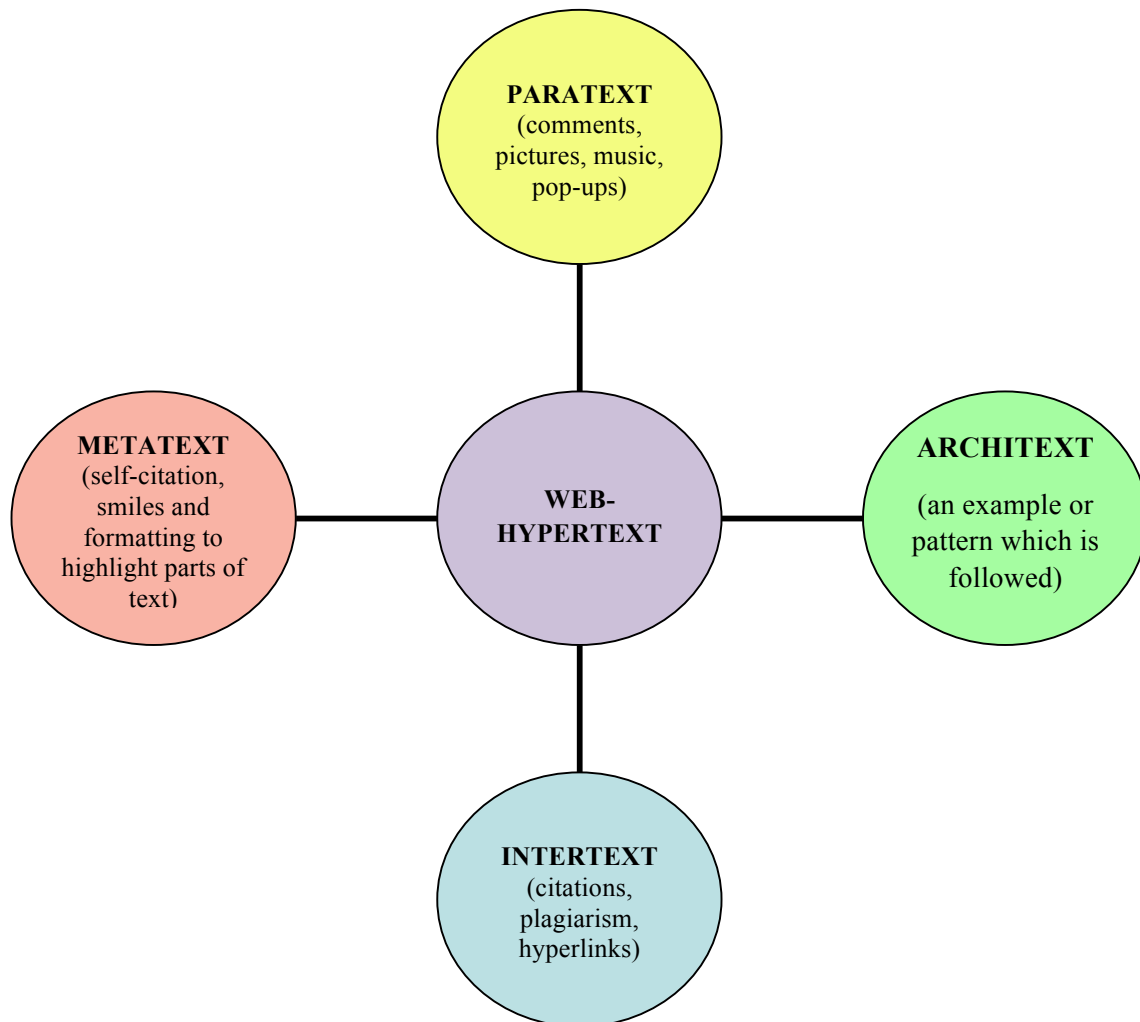 PARATEXT
(comments,
pictures, music,
pop-ups)
METATEXT
(self-citation,
smiles and
formatting to
highlight parts of
text)
WEB-
HYPERTEXT
ARCHITEXT
(an example or
pattern which is
followed)
INTERTEXT
(citations,
plagiarism,
hyperlinks)